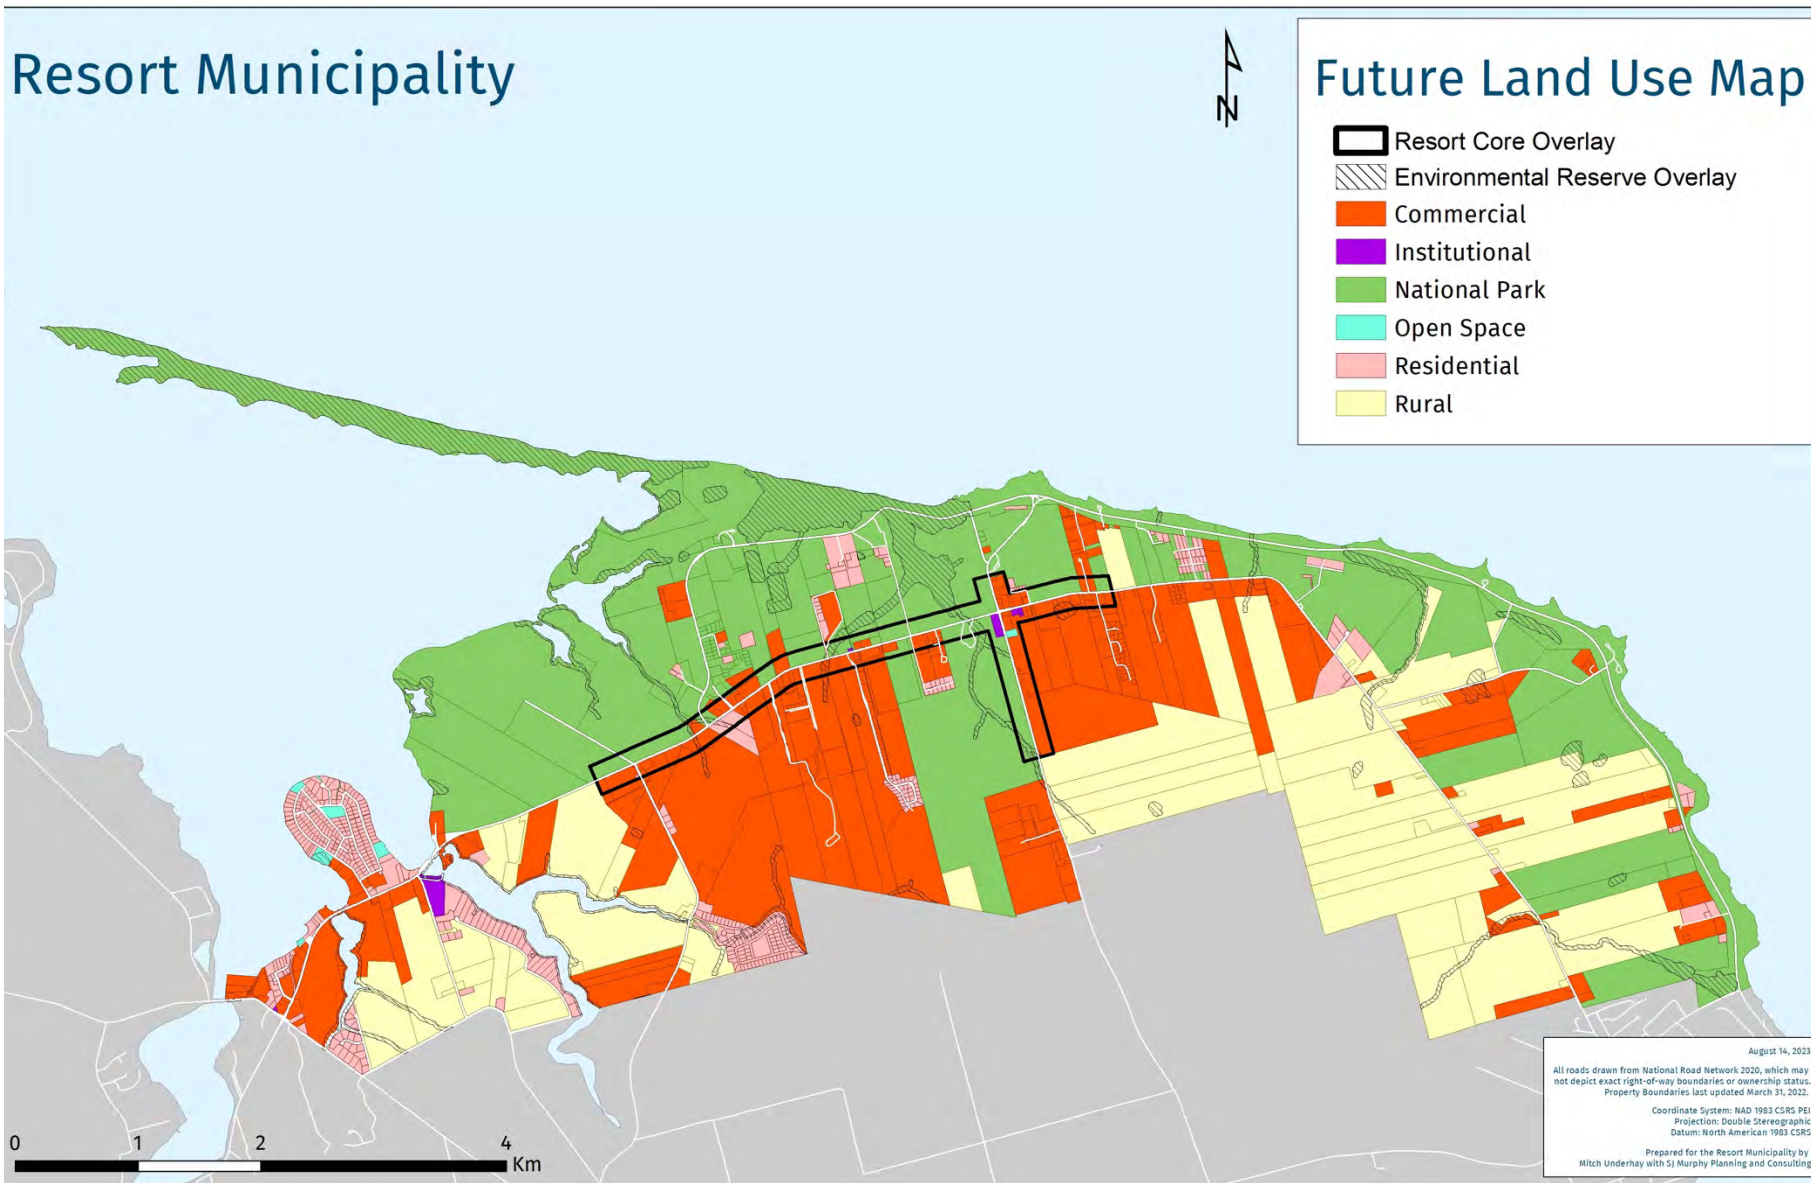 Resort Municipality
N
Future Land Use Map
Resort Core Overlay
Environmental Reserve Overlay
Commercial
Institutional
National Park
Open Space
Residential
Rural
0 1 2 4
Km
August 14, 2023
All roads drawn from National Road Network 2020, which may
not depict exact right-of-way boundaries or ownership status.
Property Boundaries last updated March 31, 2022.
Coordinate System: NAD 1983 CSRS PEI
Projection: Double Stereographic
Datum: North American 1983 CSRS
Prepared for the Resort Municipality by
Mitch Underhay with SJ Murphy Planning and Consulting